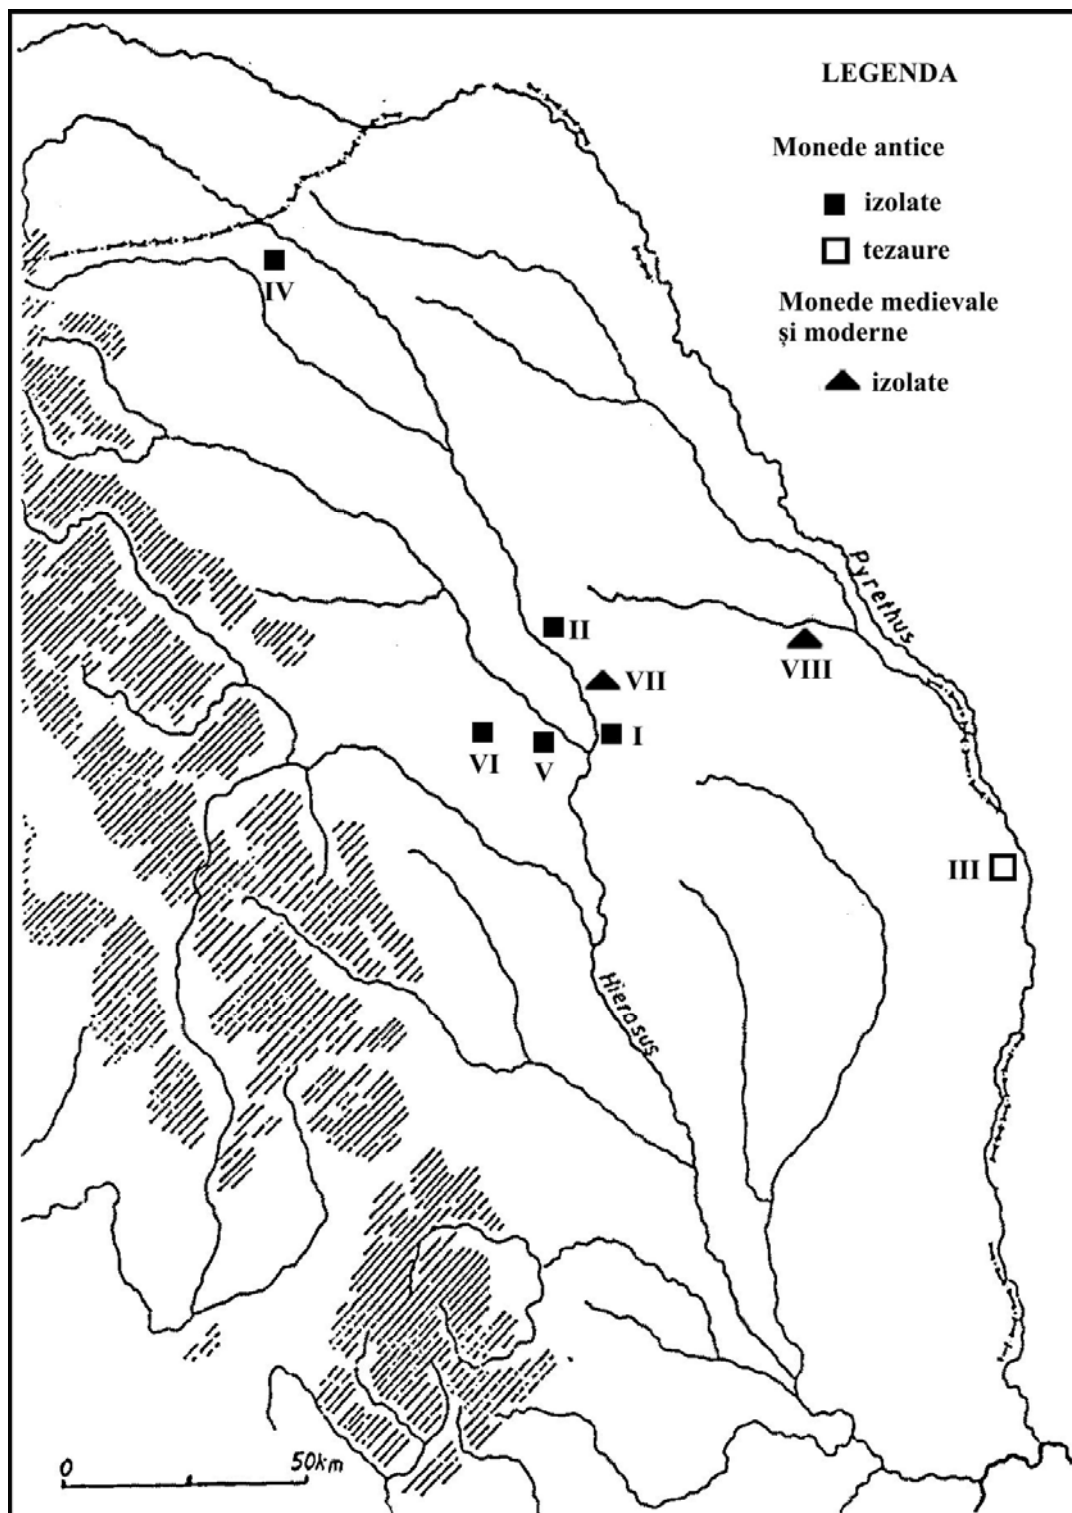 LEGENDA
Monede antice
izolate
tezaure
Monede medievale
și moderne
izolate
IV
Pyrethus
II
VIII
VII
I
VI
V
III
Hierasus
0
50km